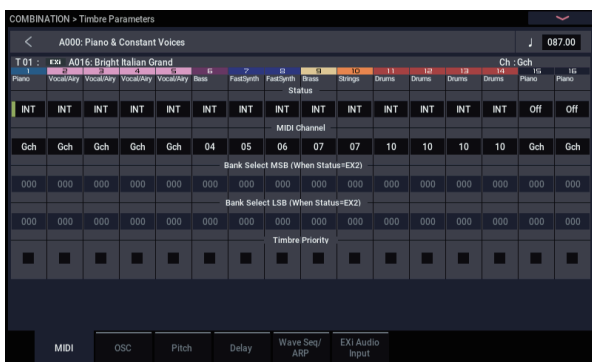 COMBINATION > Timbre Parameters
A000: Piano & Constant Voices ♩ 087.00
T 01 : EXi A016: Bright Italian Grand Ch : Gch
1 2 3 4 5 6 7 8 9 10 11 12 13 14 15 16
Piano Vocal/Airy Vocal/Airy Vocal/Airy Vocal/Airy Bass FastSynth FastSynth Brass Strings Drums Drums Drums Drums Piano Piano
Status
INT INT INT INT INT INT INT INT INT INT INT INT INT INT Off Off
MIDI Channel
Gch Gch Gch Gch Gch 04 05 06 07 07 10 10 10 10 Gch Gch
Bank Select MSB (When Status=EX2)
000 000 000 000 000 000 000 000 000 000 000 000 000 000 000 000
Bank Select LSB (When Status=EX2)
000 000 000 000 000 000 000 000 000 000 000 000 000 000 000 000
Timbre Priority
MIDI OSC Pitch Delay Wave Seq/ EXi Audio
ARP Input